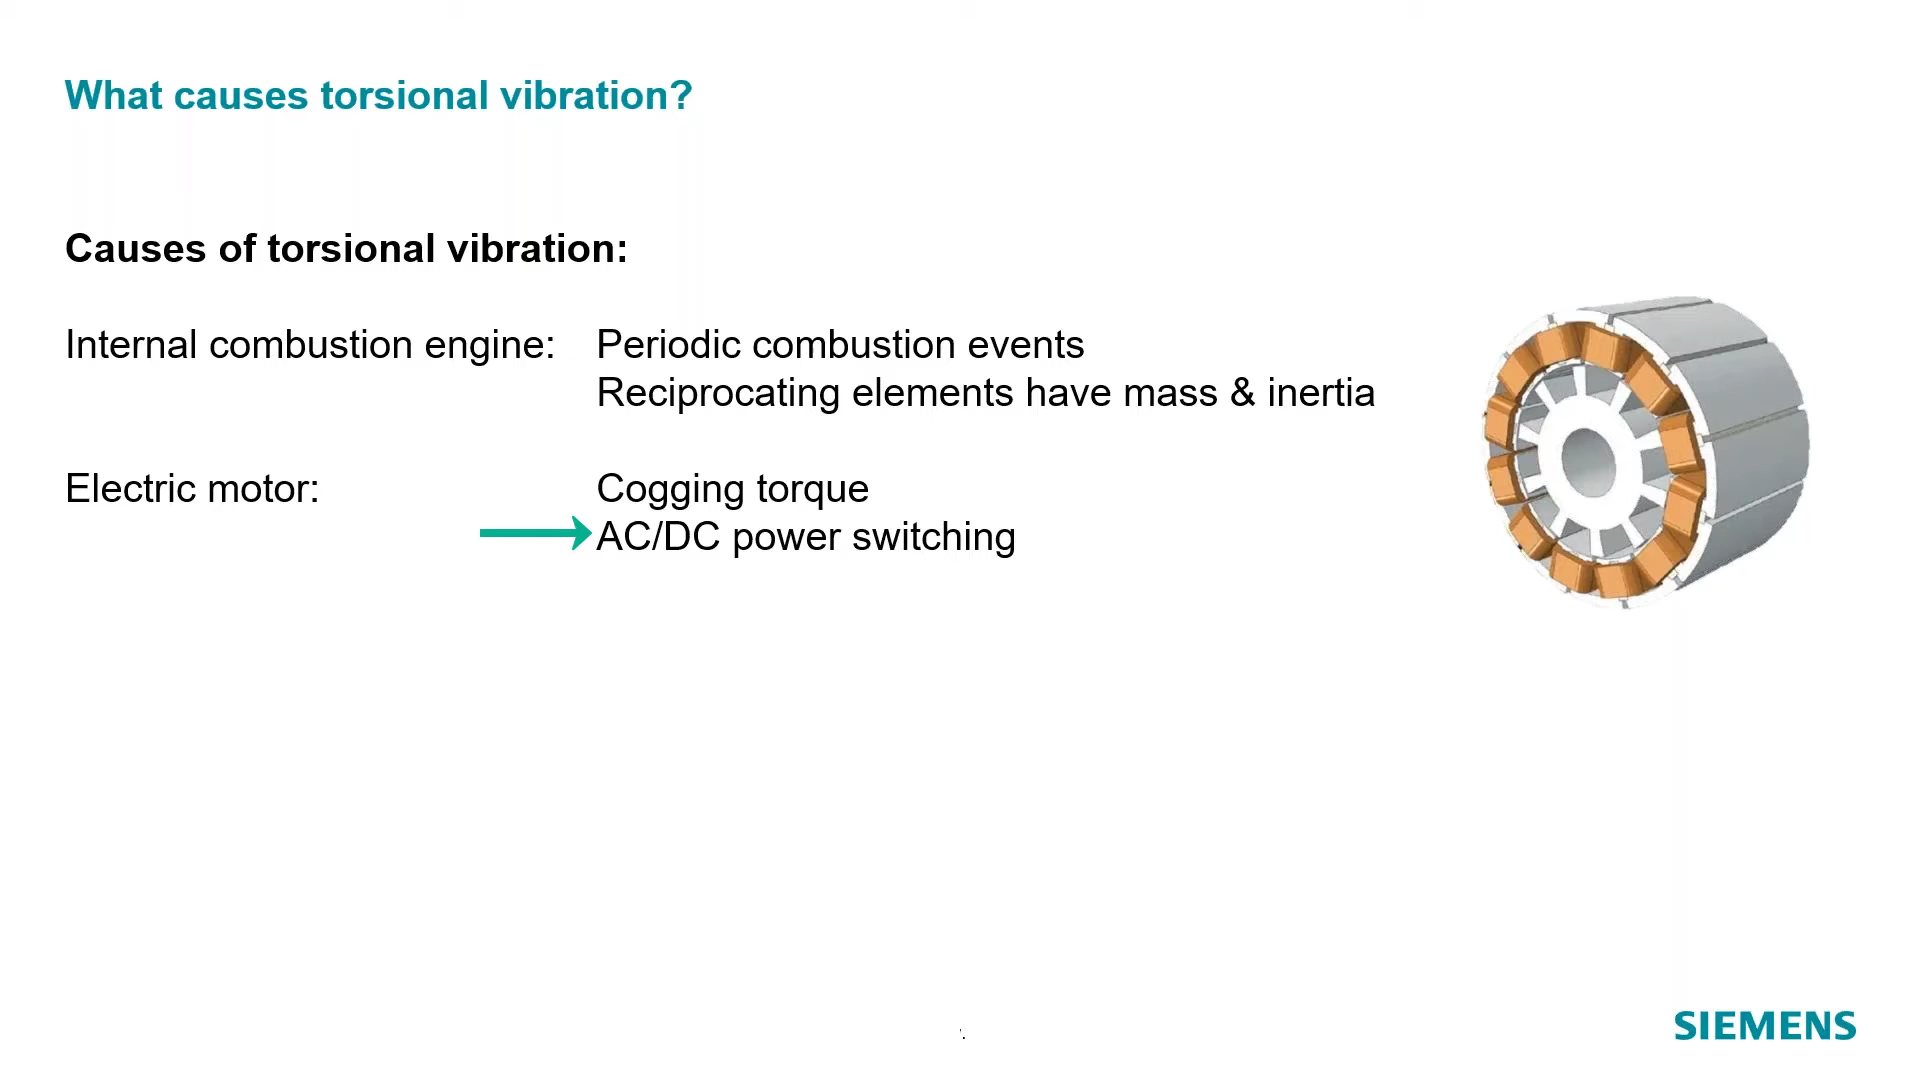 What causes torsional vibration?
Causes of torsional vibration:
Internal combustion engine: Periodic combustion events
Reciprocating elements have mass & inertia
Electric motor: Cogging torque
AC/DC power switching
SIEMENS